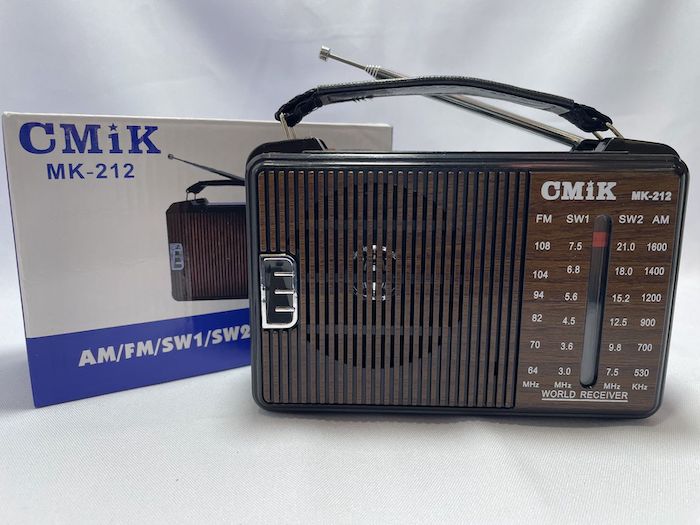 CMiK
MK-212
AM/FM/SW1/SW2
CMiK MK-212
FM SW1 SW2 AM
108 7.5 21.0 1600
104 6.8 18.0 1400
94 5.6 15.2 1200
82 4.5 12.5 900
70 3.6 9.8 700
64 3.0 7.5 530
MHz MHz MHz KHz
WORLD RECEIVER